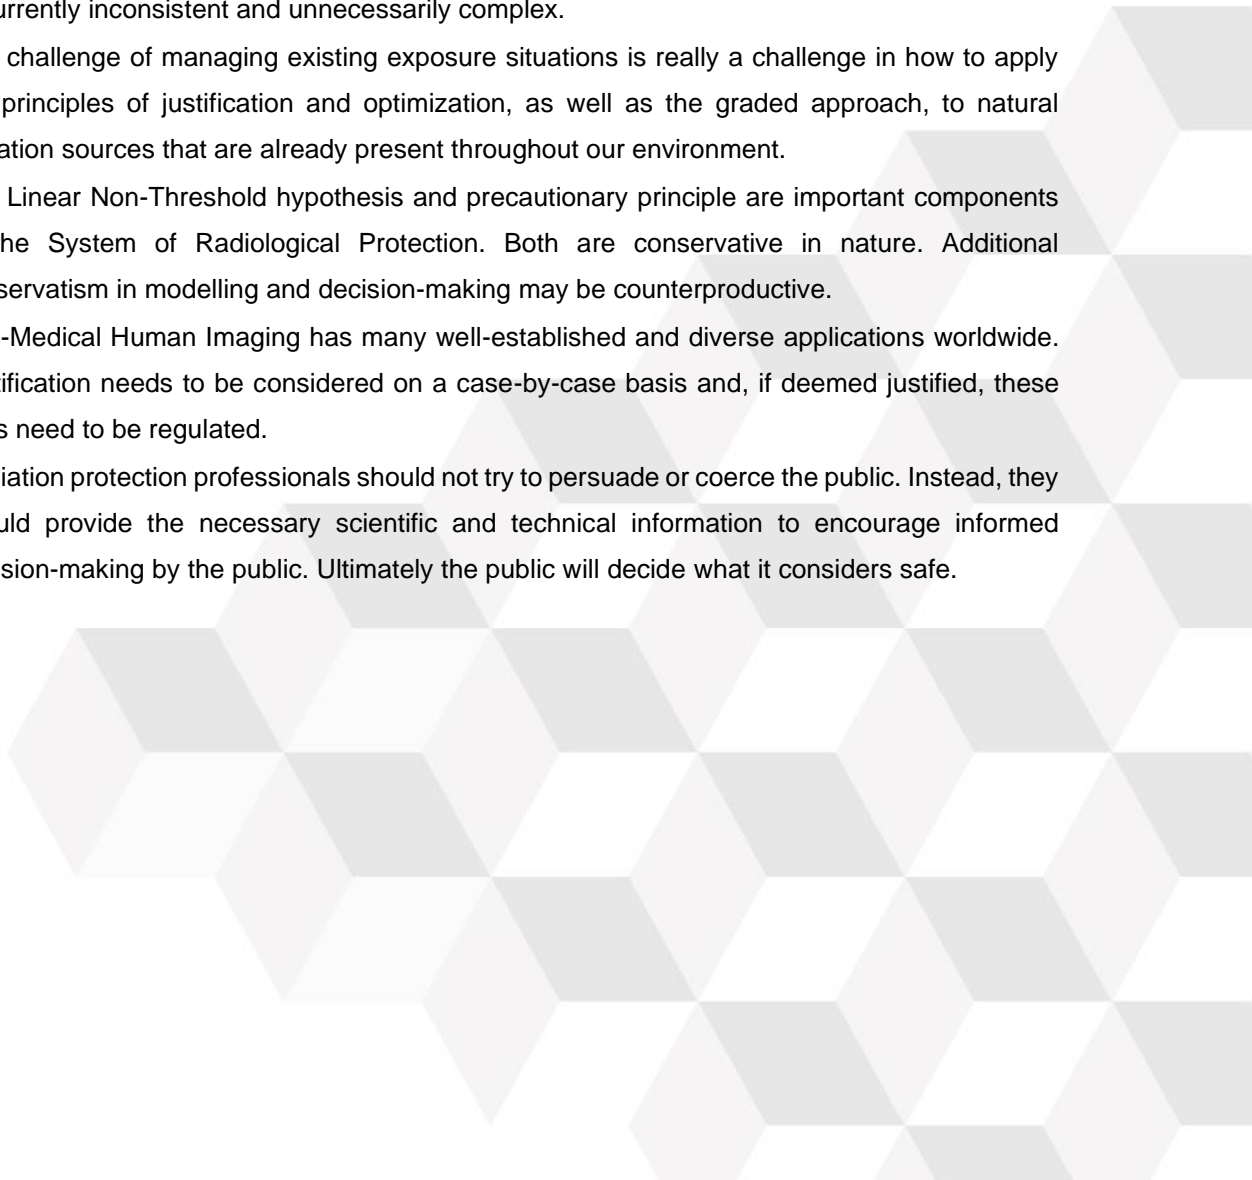 urrently inconsistent and unnecessarily complex.
challenge of managing existing exposure situations is really a challenge in how to apply
principles of justification and optimization, as well as the graded approach, to natural
ation sources that are already present throughout our environment.
Linear Non-Threshold hypothesis and precautionary principle are important components
he System of Radiological Protection. Both are conservative in nature. Additional
servatism in modelling and decision-making may be counterproductive.
-Medical Human Imaging has many well-established and diverse applications worldwide.
tification needs to be considered on a case-by-case basis and, if deemed justified, these
s need to be regulated.
iation protection professionals should not try to persuade or coerce the public. Instead, they
uld provide the necessary scientific and technical information to encourage informed
ision-making by the public. Ultimately the public will decide what it considers safe.